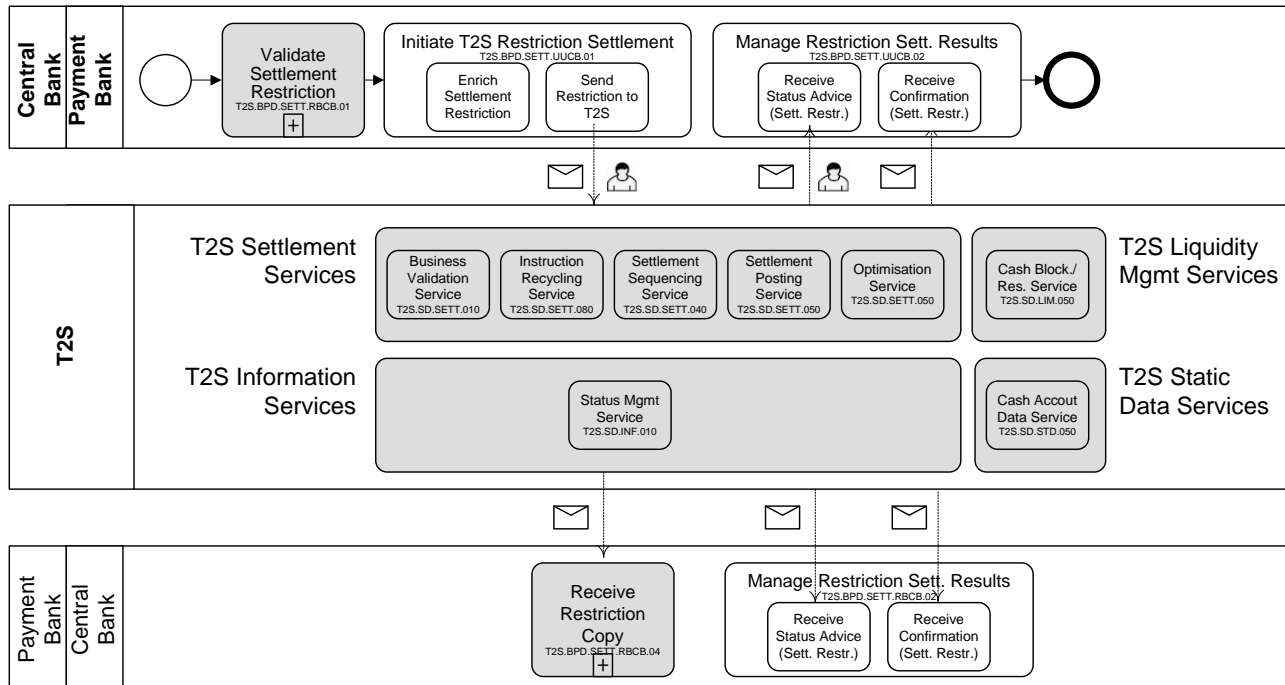 Central
Bank
Payment
Bank
Validate
Settlement
Restriction
T2S.BPD.SETT.RBCB.01
Initiate T2S Restriction Settlement
T2S.BPD.SETT.UUCB.01
Enrich
Settlement
Restriction
Send
Restriction to
T2S
Manage Restriction Sett. Results
T2S.BPD.SETT.UUCB.02
Receive
Status Advice
(Sett. Restr.)
Receive
Confirmation
(Sett. Restr.)
T2S
T2S Settlement
Services
Business
Validation
Service
T2S.SD.SETT.010
Instruction
Recycling
Service
T2S.SD.SETT.080
Settlement
Sequencing
Service
T2S.SD.SETT.040
Settlement
Posting
Service
T2S.SD.SETT.050
Optimisation
Service
T2S.SD.SETT.050
Cash Block./
Res. Service
T2S.SD.LIM.050
T2S Liquidity
Mgmt Services
T2S Information
Services
Status Mgmt
Service
T2S.SD.INF.010
Cash Accout
Data Service
T2S.SD.STD.050
T2S Static
Data Services
Payment
Bank
Central
Bank
Receive
Restriction
Copy
T2S.BPD.SETT.RBCB.04
Manage Restriction Sett. Results
T2S.BPD.SETT.RBCB.02
Receive
Status Advice
(Sett. Restr.)
Receive
Confirmation
(Sett. Restr.)